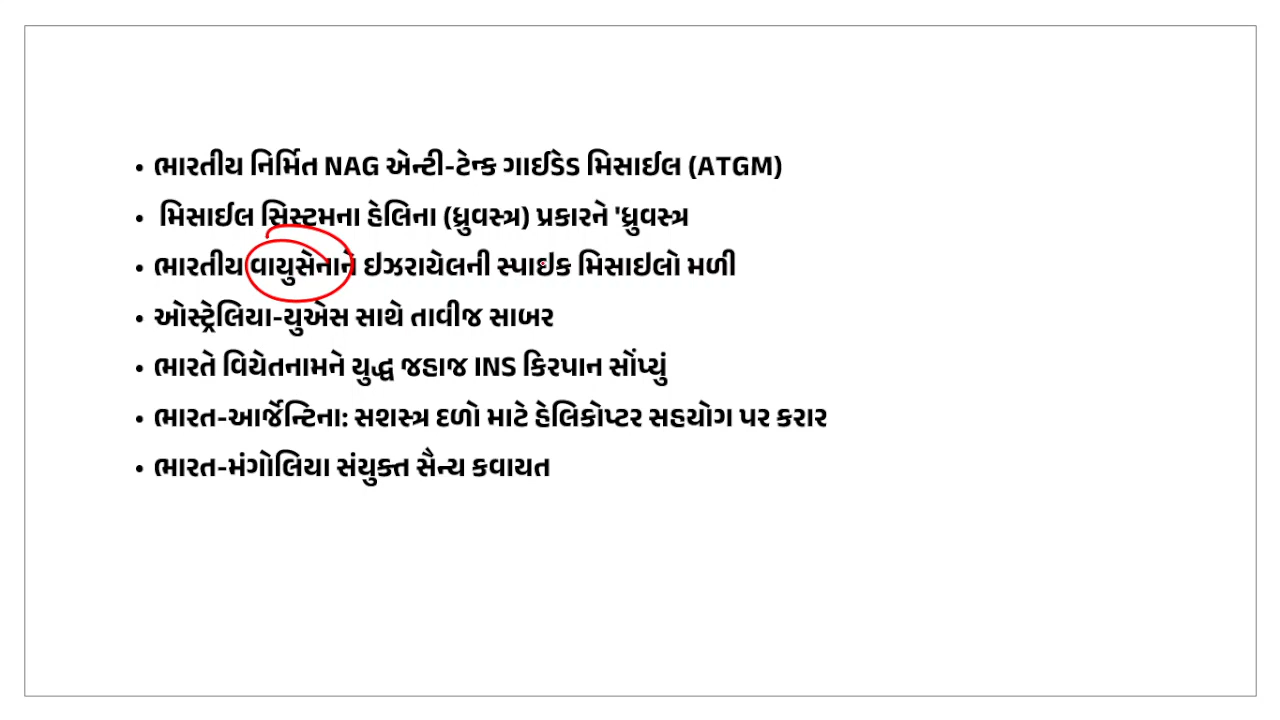 • ભારતીય નિર્મિત NAG એન્ટી-ટેન્ક ગાઈડેડ મિસાઈલ (ATGM)
• મિસાઈલ સિસ્ટમના હેલિના (ધ્રુવસ્ત્ર) પ્રકારને 'ધ્રુવસ્ત્ર
• ભારતીય વાયુસેનાને ઇઝરાયેલની સ્પાઇક મિસાઇલો મળી
• ઓસ્ટ્રેલિયા-યુએસ સાથે તાવીજ સાબર
• ભારતે વિયેતનામને યુદ્ધ જહાજ INS કિરપાન સોંપ્યું
• ભારત-આર્જેન્ટિના: સશસ્ત્ર દળો માટે હેલિકોપ્ટર સહયોગ પર કરાર
• ભારત-મંગોલિયા સંયુક્ત સૈન્ય કવાયત